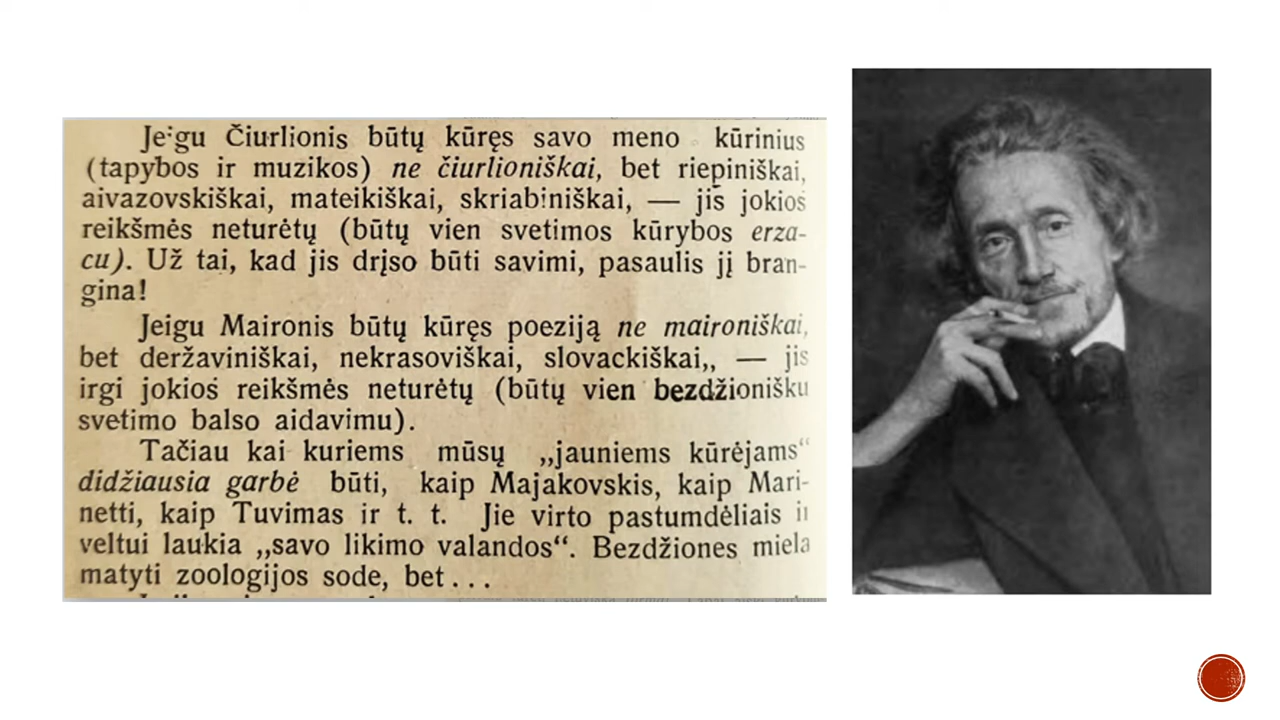 Jeigu Čiurlionis būtų kūręs savo meno kūrinius
(tapybos ir muzikos) ne čiurlioniškai, bet riepiniškai,
aivazovskiškai, mateikiškai, skriabiniškai, — jis jokios
reikšmės neturėtų (būtų vien svetimos kūrybos erza-
cu). Už tai, kad jis drįso būti savimi, pasaulis jį bran-
gina!
Jeigu Maironis būtų kūręs poeziją ne maironiškai,
bet deržaviniškai, nekrasoviškai, slovackiškai,, — jis
irgi jokios reikšmės neturėtų (būtų vien bezdžionišku
svetimo balso aidavimu).
Tačiau kai kuriems mūsų „jauniems kūrėjams“
didžiausia garbė būti, kaip Majakovskis, kaip Mari-
netti, kaip Tuvimas ir t. t. Jie virto pastumdėliais ir
veltui laukia „savo likimo valandos“. Bezdžiones miela
matyti zoologijos sode, bet . . .